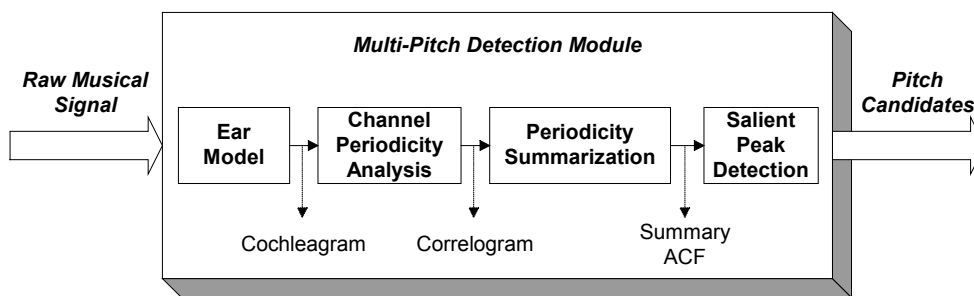 Multi-Pitch Detection Module
Raw Musical
Signal
Pitch
Candidates
Ear
Model
Channel
Periodicity
Analysis
Periodicity
Summarization
Salient
Peak
Detection
Cochleagram
Correlogram
Summary
ACF